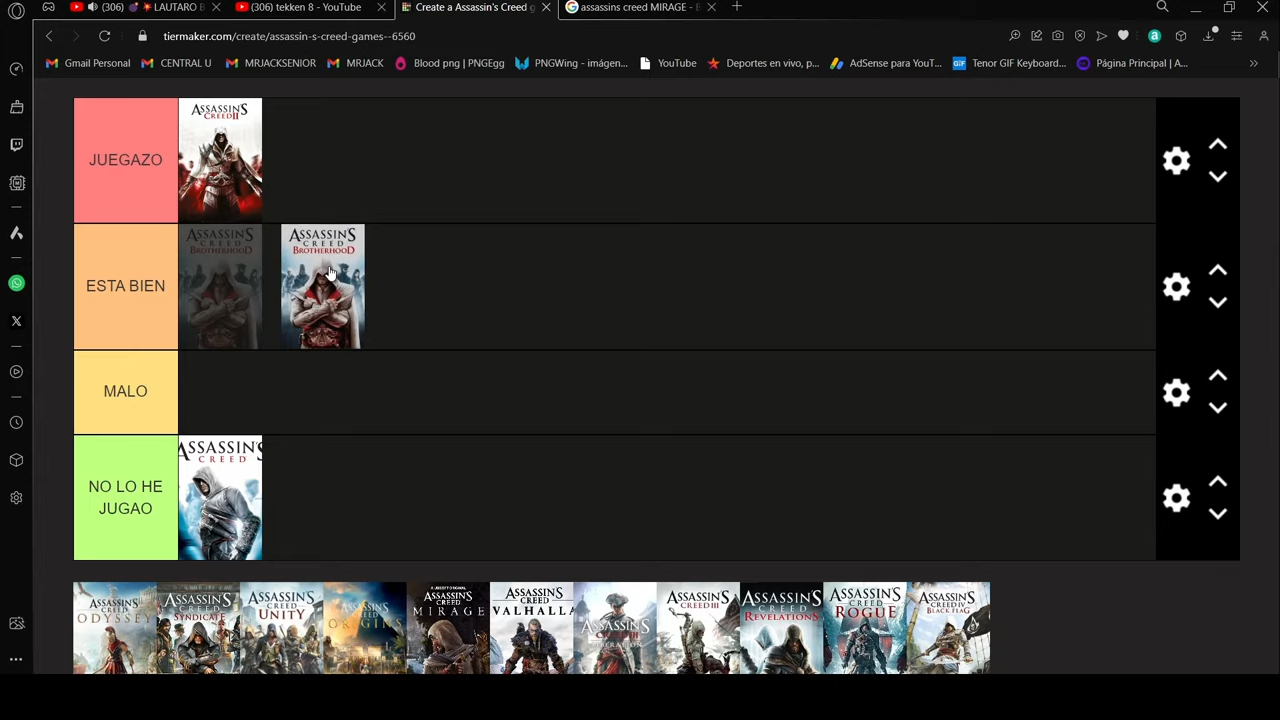 (306) 💥 LAUTARO B
(306) tekken 8 - YouTube
Create a Assassin's Creed g
assassins creed MIRAGE - B
tiermaker.com/create/assassin-s-creed-games--6560
Gmail Personal
CENTRAL U
MRJACKSENIOR
MRJACK
Blood png | PNGEgg
PNGWing - imágen...
YouTube
Deportes en vivo, p...
AdSense para YouT...
GIF
Tenor GIF Keyboard...
Página Principal | A...
JUEGAZO
ASSASSIN'S
CREED II
ESTA BIEN
ASSASSIN'S
CREED
BROTHERHOOD
ASSASSIN'S
CREED
BROTHERHOOD
MALO
NO LO HE
JUGAO
ASSASSIN'S
CREED
ASSASSIN'S
CREED
ODYSSEY
ASSASSIN'S
CREED
SYNDICATE
ASSASSIN'S
CREED
UNITY
ASSASSIN'S
CREED
ORIGINS
ASSASSIN'S
CREED
MIRAGE
ASSASSIN'S
CREED
VALHALLA
ASSASSIN'S
CREED III
LIBERATION
ASSASSIN'S
CREED III
ASSASSIN'S
CREED
REVELATIONS
ASSASSIN'S
CREED
ROGUE
ASSASSIN'S
CREED IV
BLACK FLAG